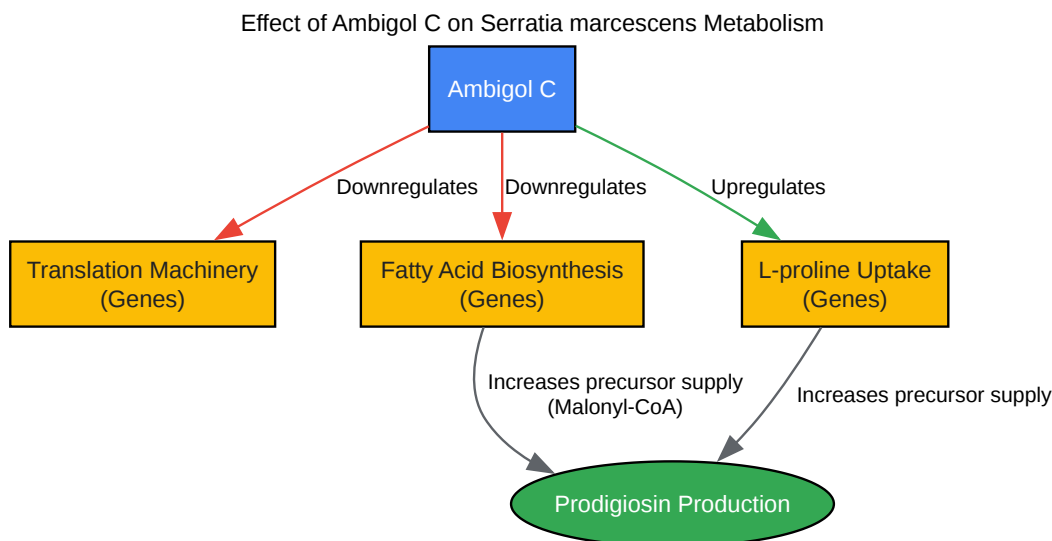 Effect of Ambigol C on Serratia marcescens Metabolism
Ambigol C
Downregulates
Downregulates
Upregulates
Translation Machinery
(Genes)
Fatty Acid Biosynthesis
(Genes)
L-proline Uptake
(Genes)
Increases precursor supply
(Malonyl-CoA)
Increases precursor supply
Prodigiosin Production